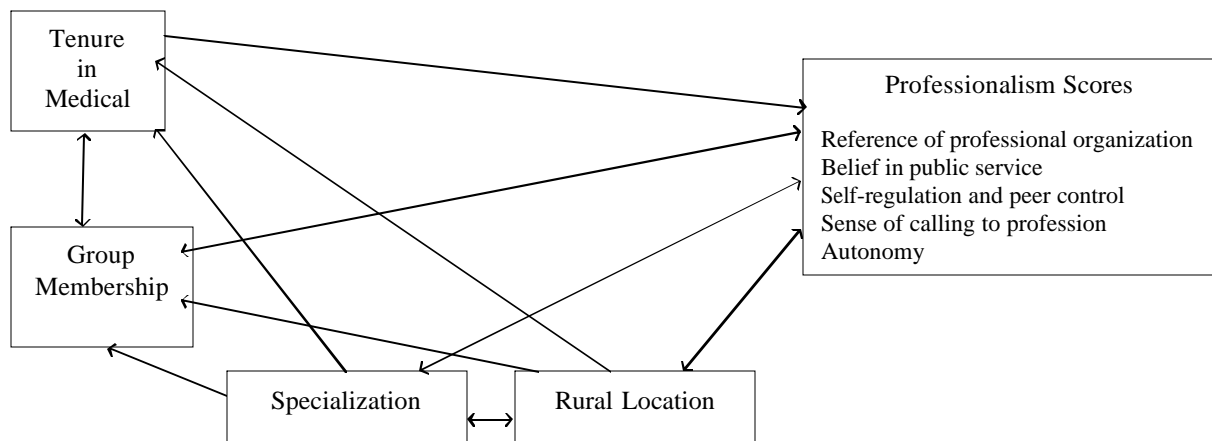 Tenure
in
Medical
Professionalism Scores
Reference of professional organization
Belief in public service
Self-regulation and peer control
Sense of calling to profession
Autonomy
Group
Membership
Specialization
Rural Location